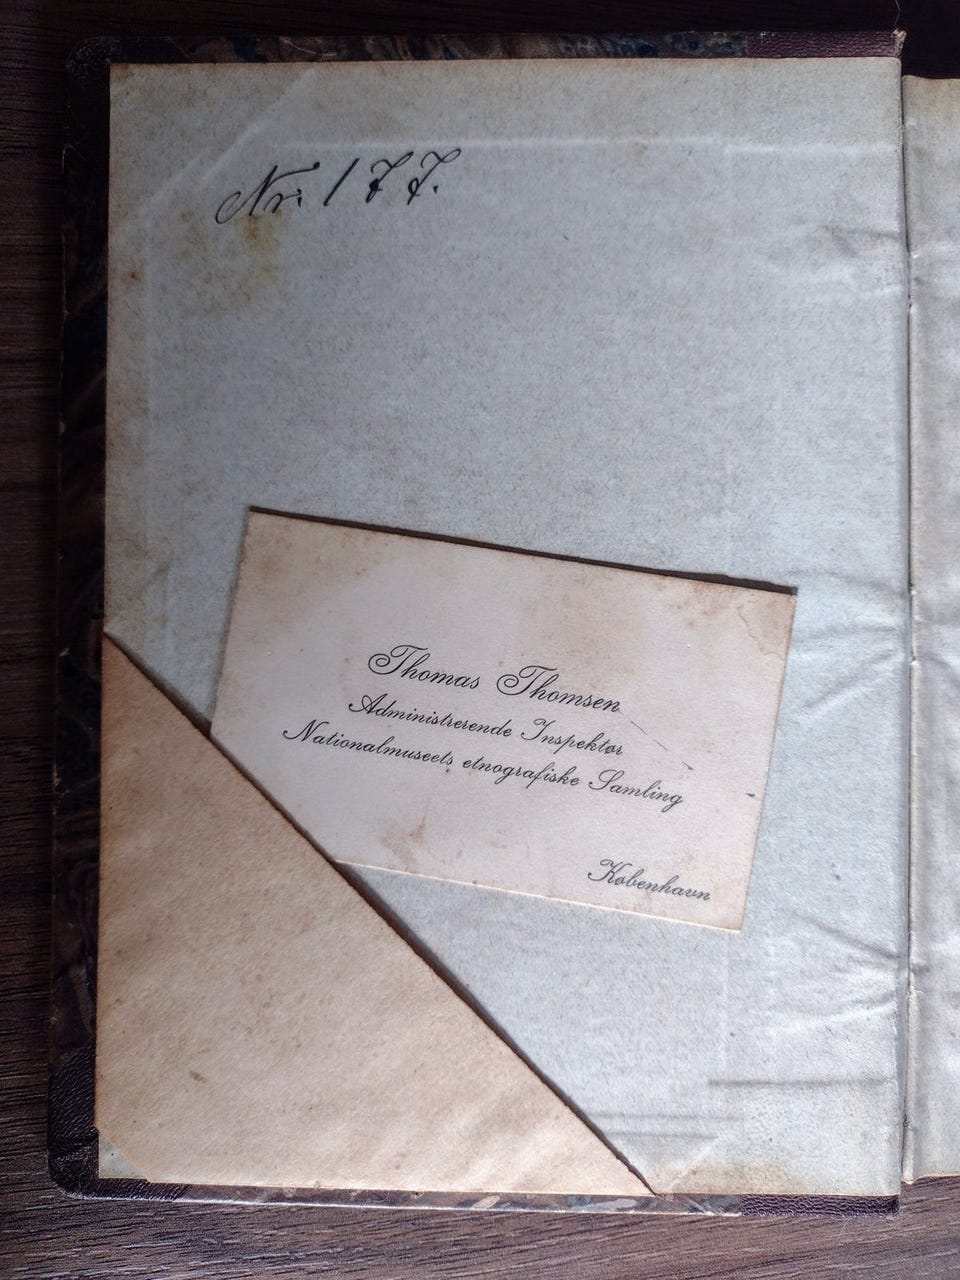 Nr. 177.
Thomas Thomsen
Administrerende Inspektør
Nationalmuseets etnografiske Samling
København